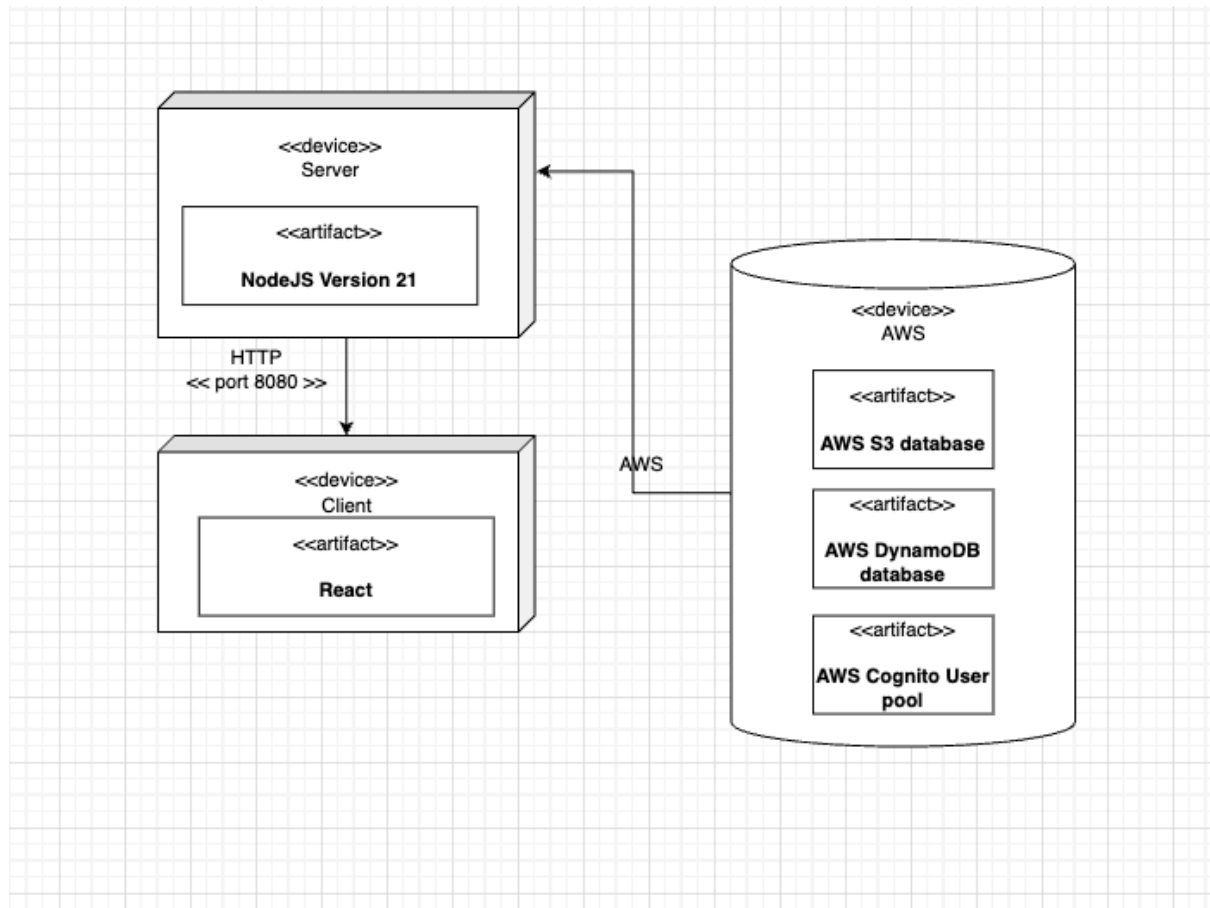 <<device>>
Server
<<artifact>>
NodeJS Version 21
HTTP
<< port 8080 >>
<<device>>
Client
<<artifact>>
React
AWS
<<device>>
AWS
<<artifact>>
AWS S3 database
<<artifact>>
AWS DynamoDB
database
<<artifact>>
AWS Cognito User
pool